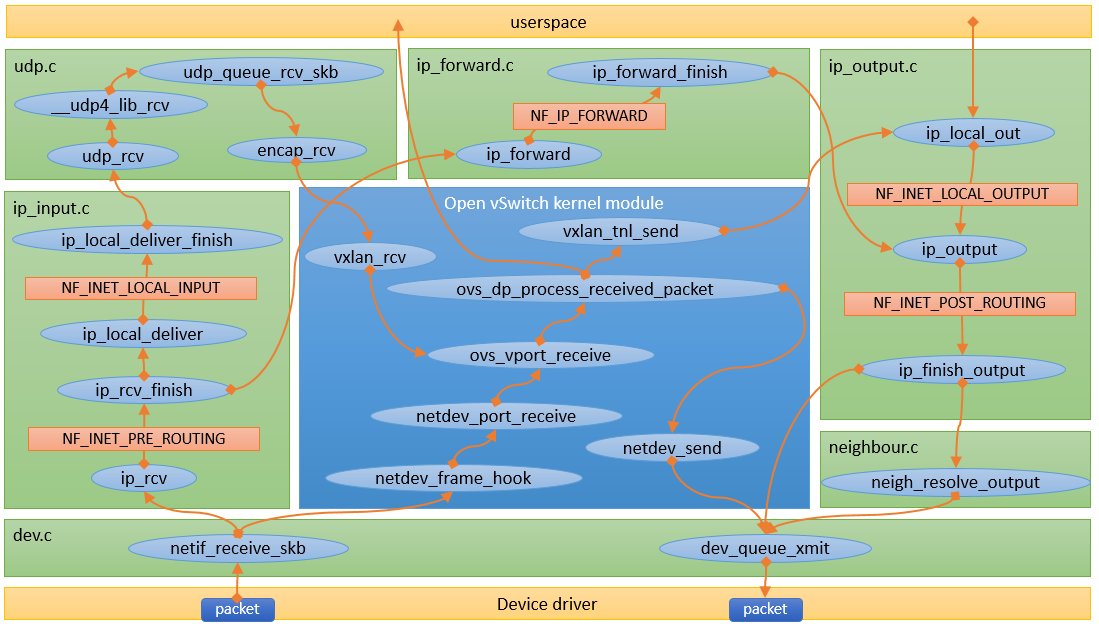 userspace
udp.c
udp_queue_rcv_skb
__udp4_lib_rcv
encap_rcv
udp_rcv
ip_forward.c
ip_forward_finish
NF_IP_FORWARD
ip_forward
ip_output.c
ip_local_out
NF_INET_LOCAL_OUTPUT
ip_output
NF_INET_POST_ROUTING
ip_finish_output
ip_input.c
ip_local_deliver_finish
NF_INET_LOCAL_INPUT
ip_local_deliver
ip_rcv_finish
NF_INET_PRE_ROUTING
ip_rcv
Open vSwitch kernel module
vxlan_tnl_send
vxlan_rcv
ovs_dp_process_received_packet
ovs_vport_receive
netdev_port_receive
netdev_send
netdev_frame_hook
neighbour.c
neigh_resolve_output
dev.c
netif_receive_skb
dev_queue_xmit
Device driver
packet
packet